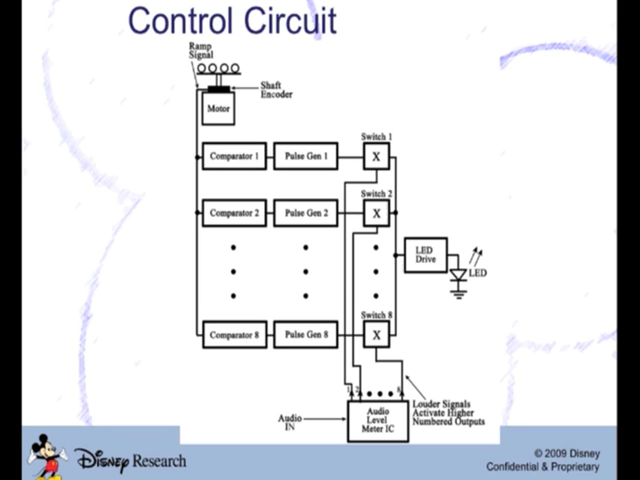 Control Circuit
Ramp
Signal
Shaft
Encoder
Motor
Switch 1
Comparator 1
Pulse Gen 1
X
Switch 2
Comparator 2
Pulse Gen 2
X
LED
Drive
LED
Switch 8
Comparator 8
Pulse Gen 8
X
1 2 8
Audio
IN
Audio
Level
Meter IC
Louder Signals
Activate Higher
Numbered Outputs
Disney Research
© 2009 Disney
Confidential & Proprietary